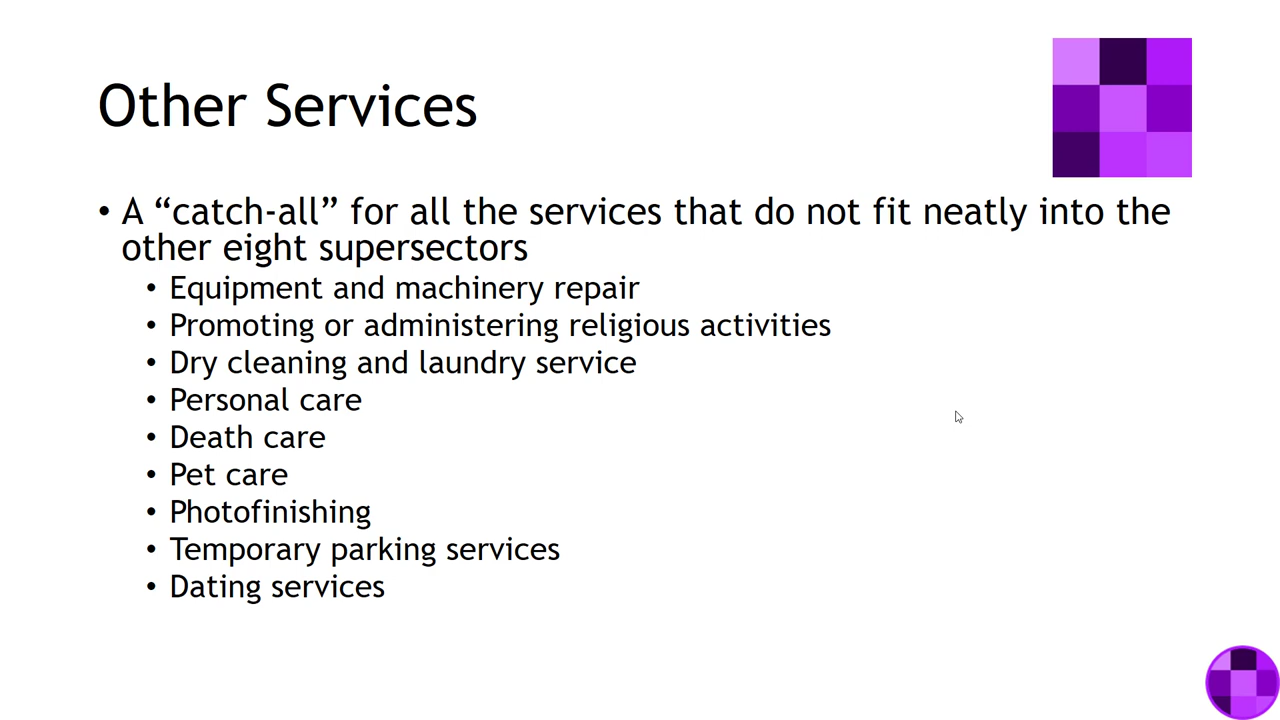 Other Services
• A “catch-all” for all the services that do not fit neatly into the
other eight supersectors
• Equipment and machinery repair
• Promoting or administering religious activities
• Dry cleaning and laundry service
• Personal care
• Death care
• Pet care
• Photofinishing
• Temporary parking services
• Dating services